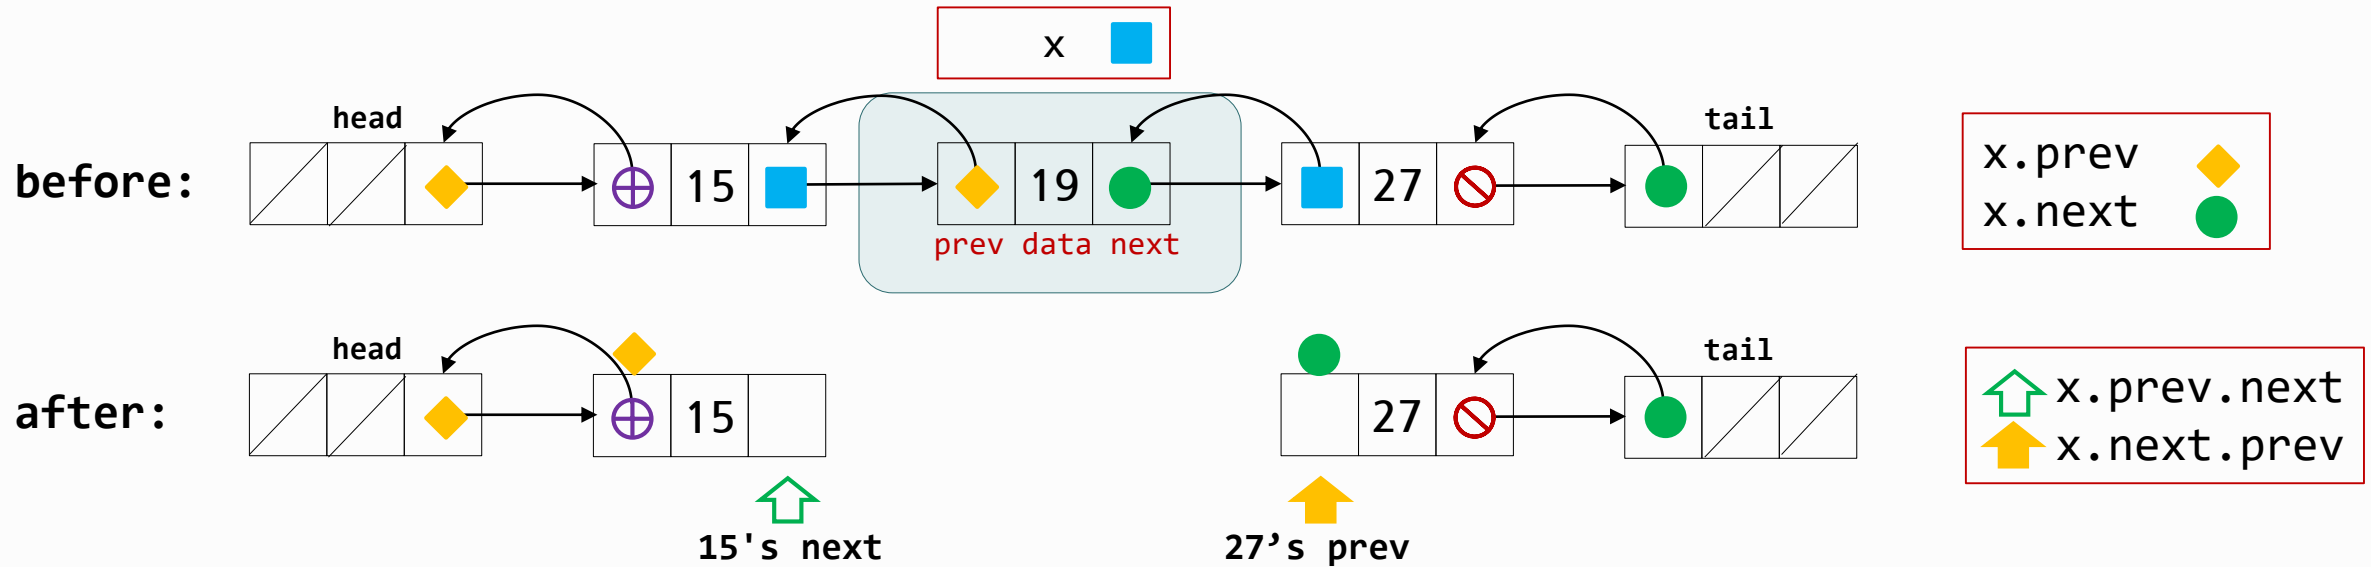 x
head
tail
before:
15
19
27
prev data next
x.prev
x.next
head
tail
after:
15
27
x.prev.next
x.next.prev
15's next
27’s prev